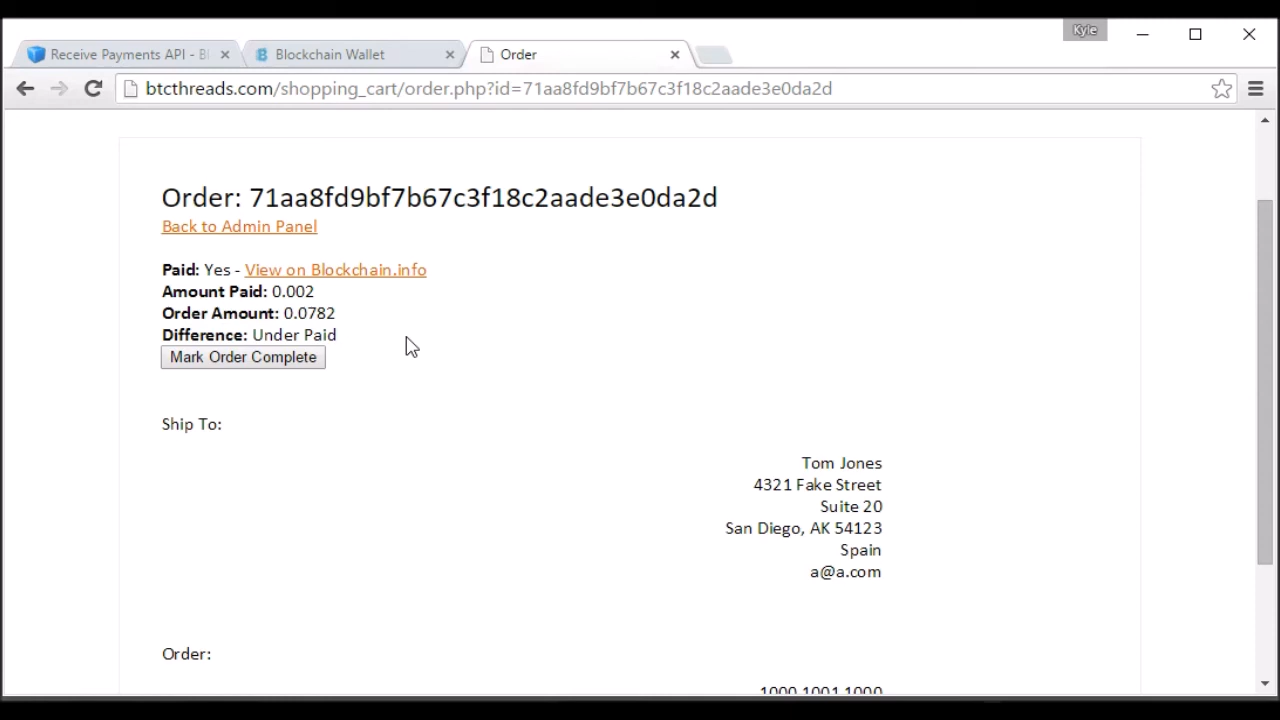 Kyle
Receive Payments API - Bl
Blockchain Wallet
Order
btcthreads.com/shopping_cart/order.php?id=71aa8fd9bf7b67c3f18c2aade3e0da2d
Order: 71aa8fd9bf7b67c3f18c2aade3e0da2d
Back to Admin Panel
Paid: Yes - View on Blockchain.info
Amount Paid: 0.002
Order Amount: 0.0782
Difference: Under Paid
Mark Order Complete
Ship To:
Tom Jones
4321 Fake Street
Suite 20
San Diego, AK 54123
Spain
a@a.com
Order:
1000,1001,1000